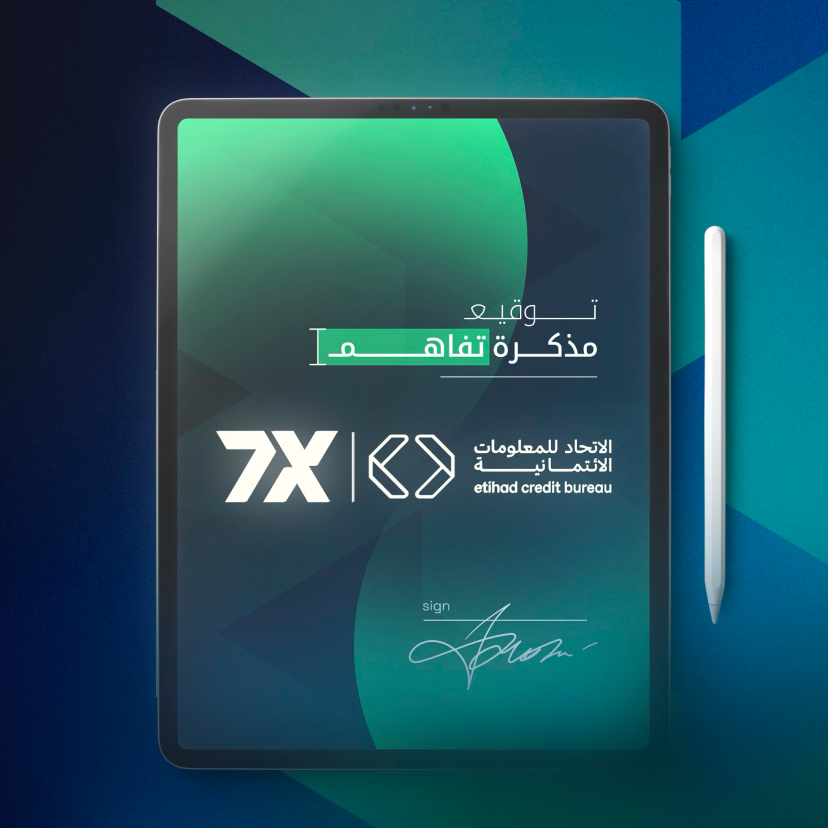 توقيع
مذكرة تفاهم
7X
الاتحاد للمعلومات
الائتمانية
etihad credit bureau
sign